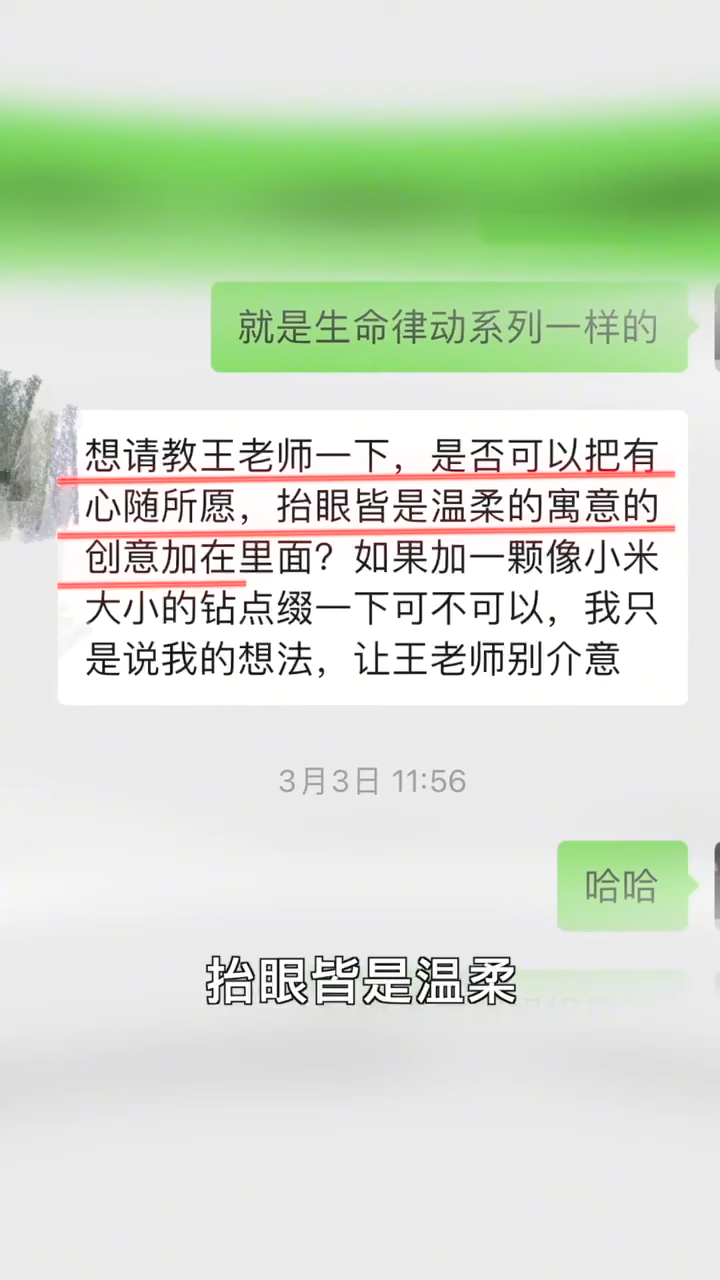 就是生命律动系列一样的
想请教王老师一下，是否可以把有
心随所愿，抬眼皆是温柔的寓意的
创意加在里面？如果加一颗像小米
大小的钻点缀一下可不可以，我只
是说我的想法，让王老师别介意
3月3日 11:56
哈哈
抬眼皆是温柔